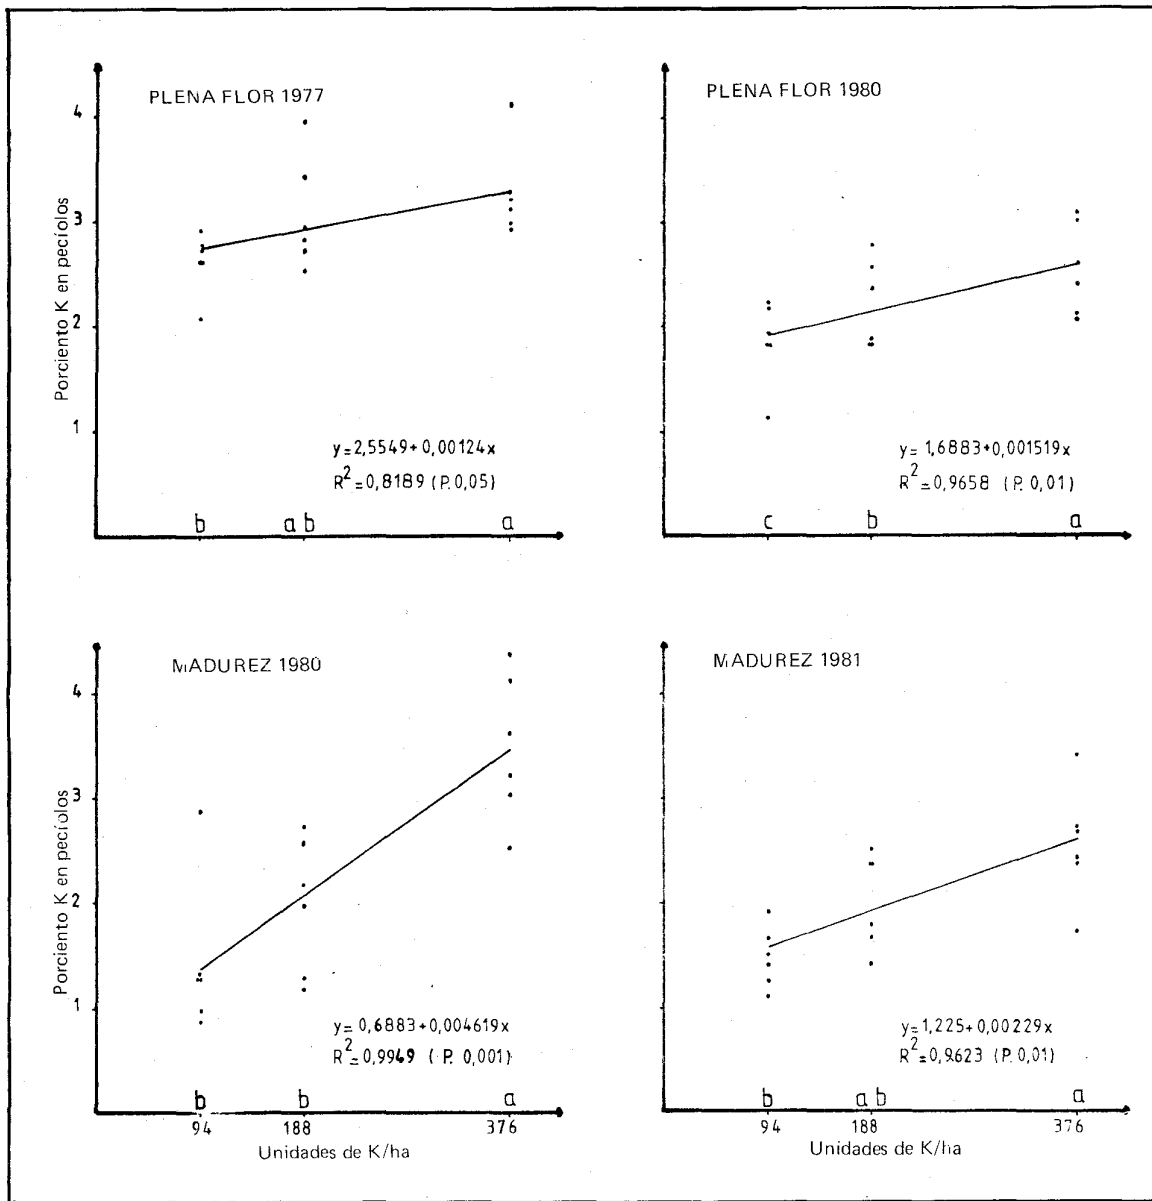 PLENA FLOR 1977
4
3
2
1
Porciento K en pecíolos
y=2,5549+0,00124x
R²=0,8189 (P. 0,05)
b
a b
a
PLENA FLOR 1980
y= 1,6883+0,001519x
R²=0,9658 (P. 0,01)
c
b
a
MADUREZ 1980
4
3
2
1
Porciento K en pecíolos
y=0,6883+0,004619x
R²=0,9949 (P. 0,001)
b
b
a
94
188
376
Unidades de K/ha
MADUREZ 1981
y=1,225+0,00229x
R²=0,9623 (P. 0,01)
b
a b
a
94
188
376
Unidades de K/ha